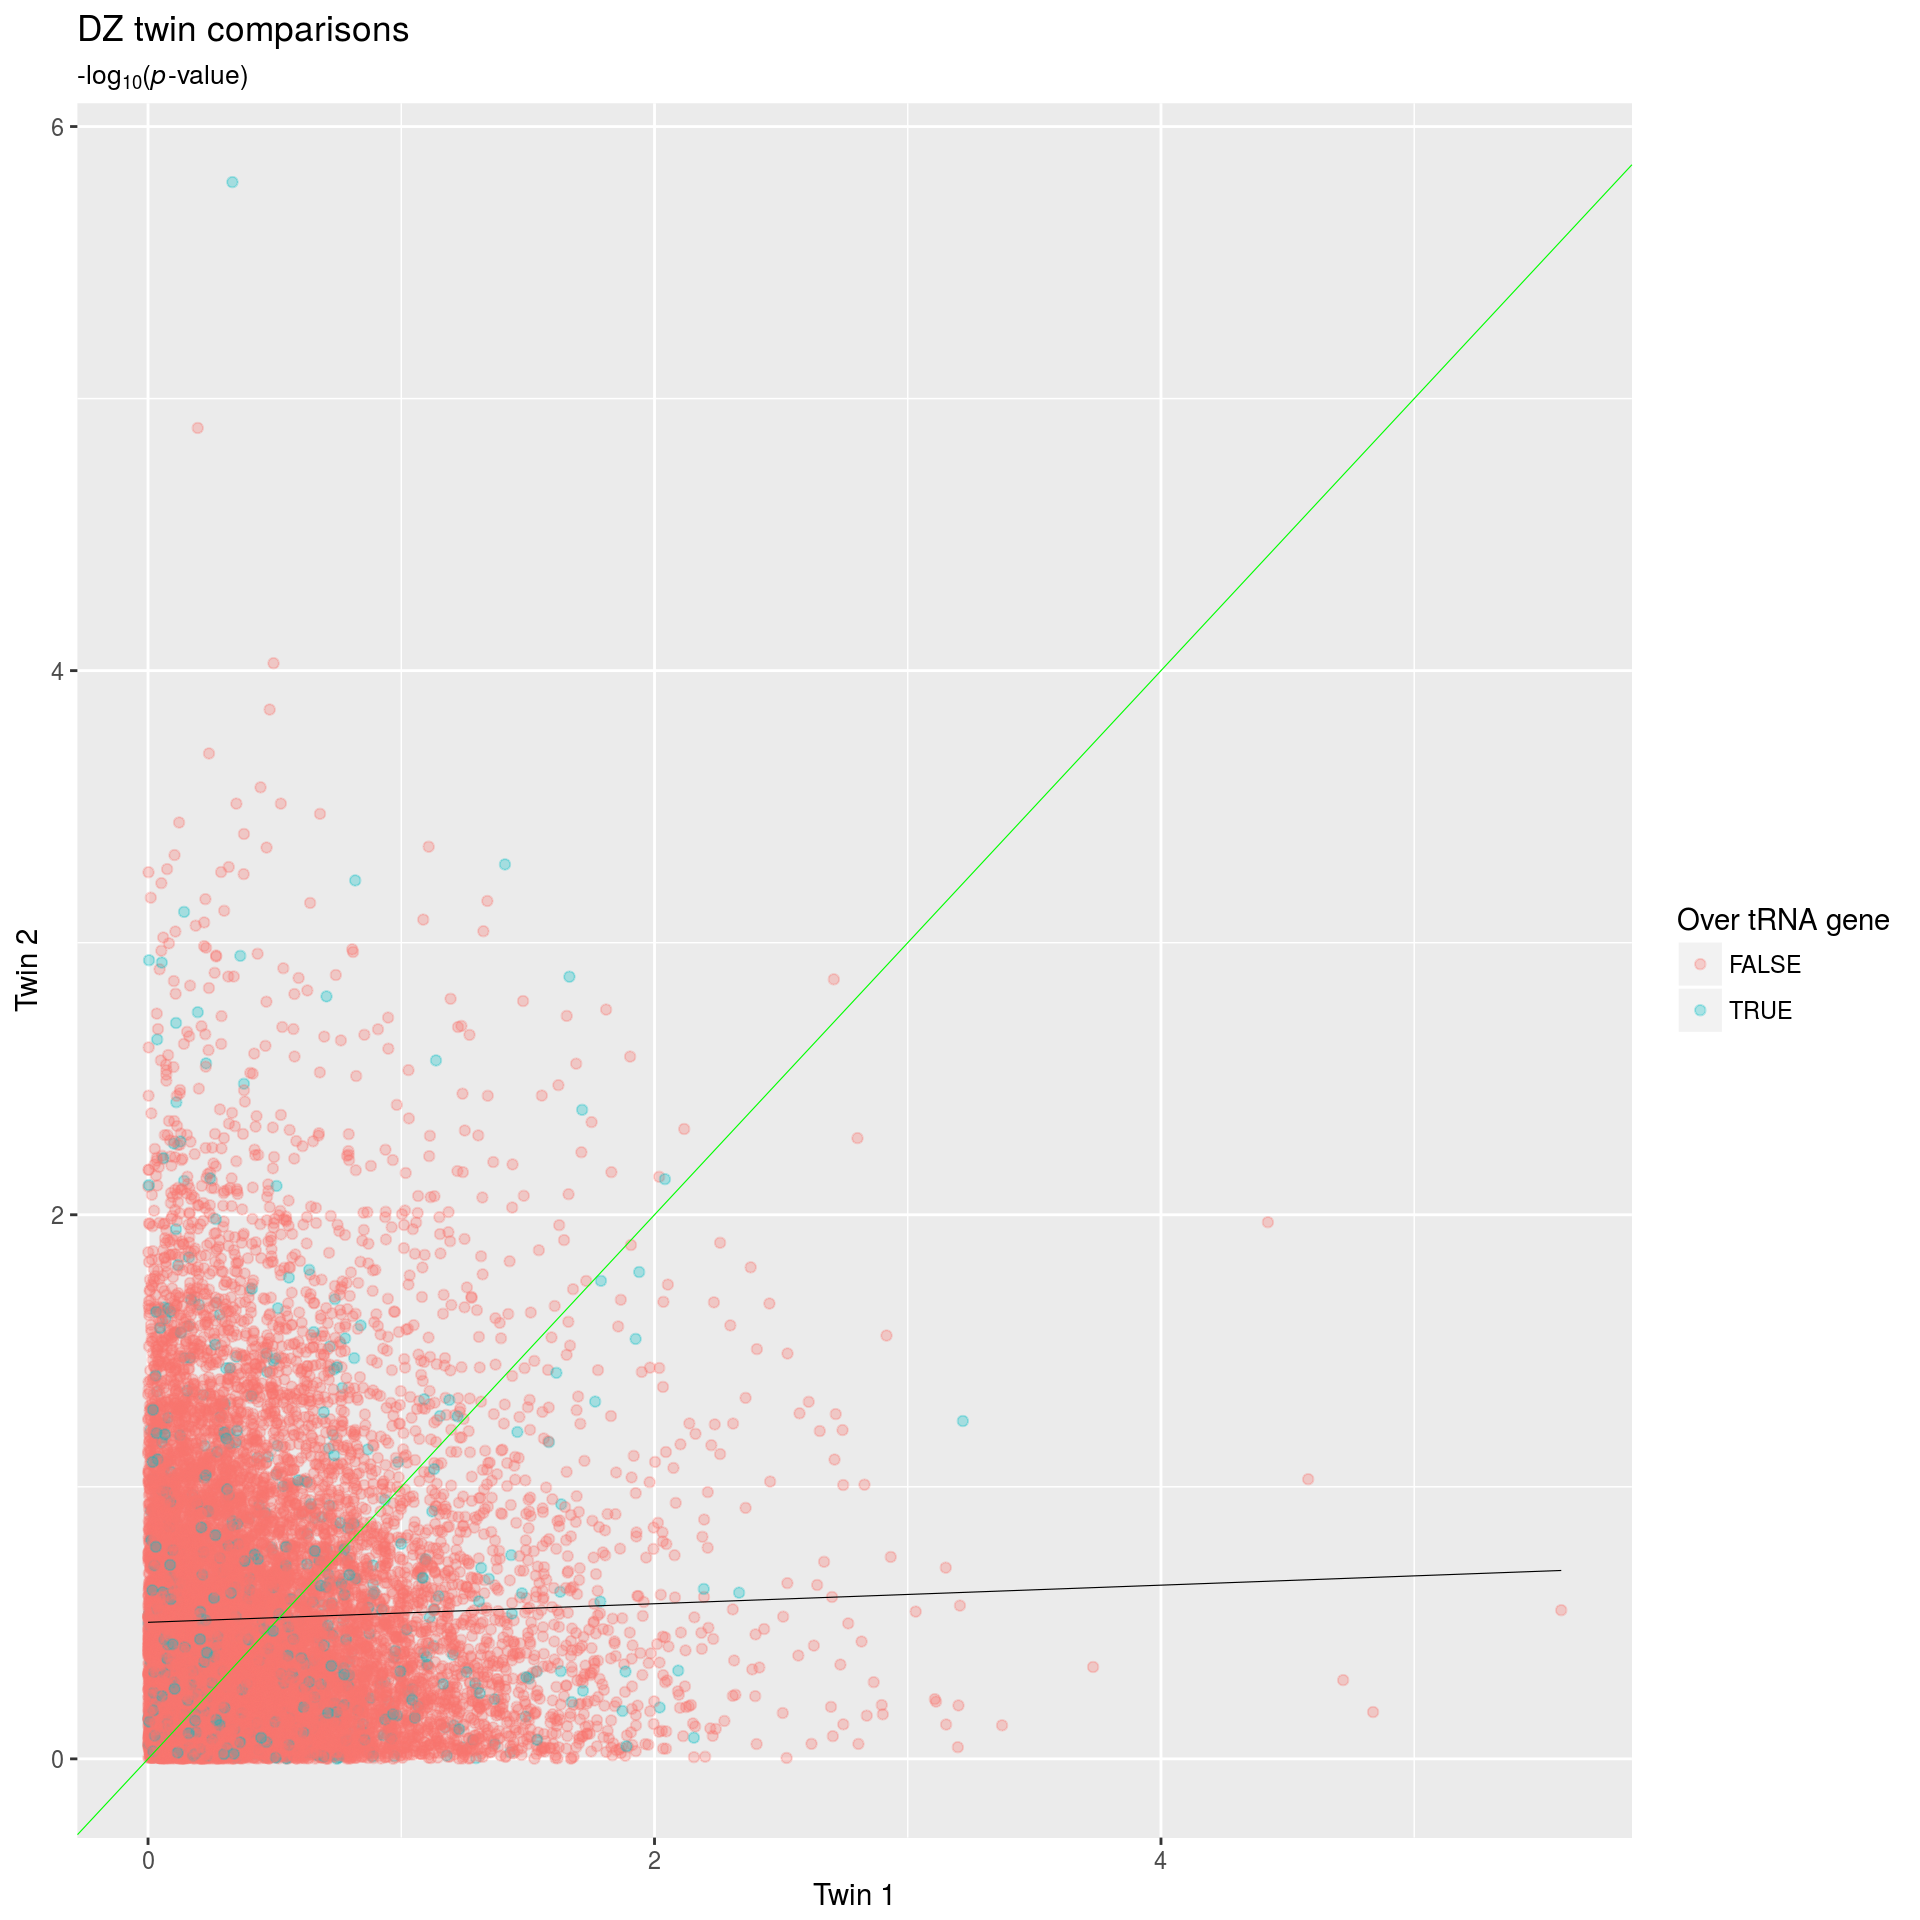 DZ twin comparisons
-log₁₀(p-value)
6
4
2
0
Twin 2
0 2 4
Twin 1
Over tRNA gene
FALSE
TRUE